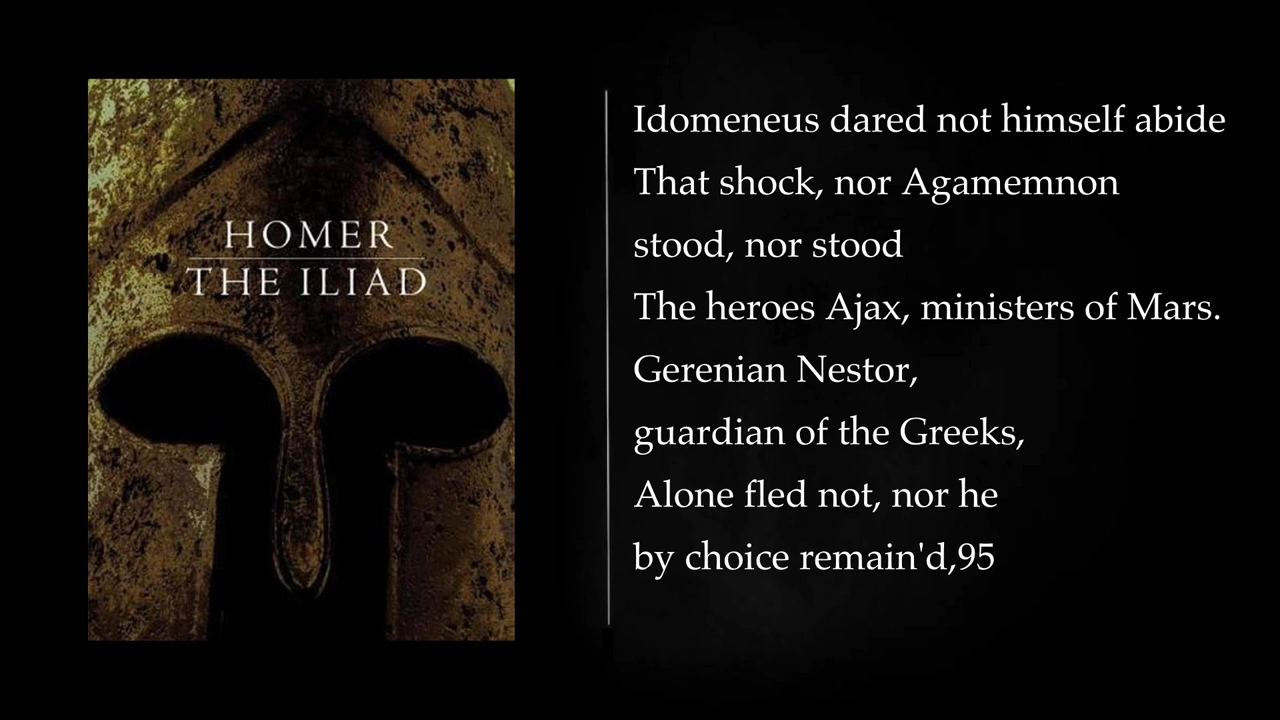 HOMER
THE ILIAD
Idomeneus dared not himself abide
That shock, nor Agamemnon
stood, nor stood
The heroes Ajax, ministers of Mars.
Gerenian Nestor,
guardian of the Greeks,
Alone fled not, nor he
by choice remain'd,95